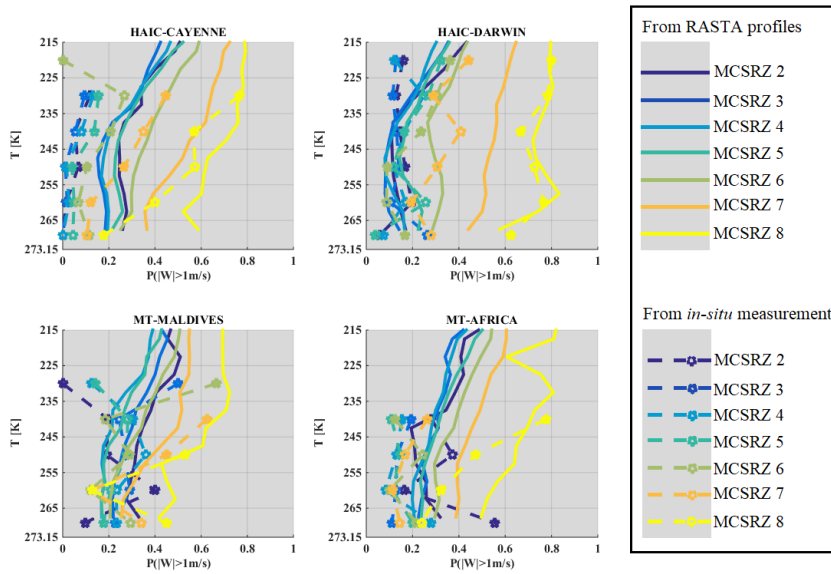 HAIC-CAYENNE
T [K]
215
225
235
245
255
265
273.15
0
0.2
0.4
0.6
0.8
1
P(|W|>1m/s)
HAIC-DARWIN
T [K]
215
225
235
245
255
265
273.15
0
0.2
0.4
0.6
0.8
1
P(|W|>1m/s)
MT-MALDIVES
T [K]
215
225
235
245
255
265
273.15
0
0.2
0.4
0.6
0.8
1
P(|W|>1m/s)
MT-AFRICA
T [K]
215
225
235
245
255
265
273.15
0
0.2
0.4
0.6
0.8
1
P(|W|>1m/s)
From RASTA profiles
MCSRZ 2
MCSRZ 3
MCSRZ 4
MCSRZ 5
MCSRZ 6
MCSRZ 7
MCSRZ 8
From in-situ measurement
MCSRZ 2
MCSRZ 3
MCSRZ 4
MCSRZ 5
MCSRZ 6
MCSRZ 7
MCSRZ 8